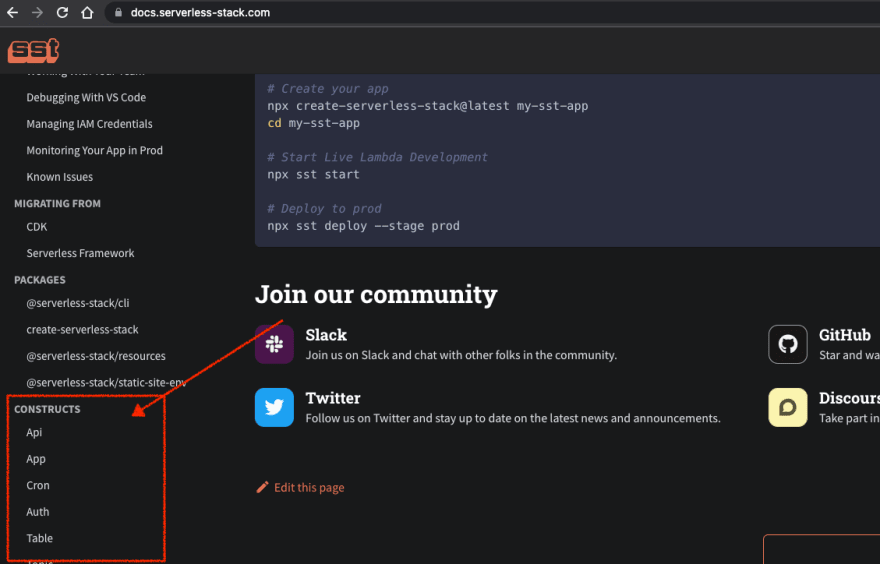 docs.serverless-stack.com
sst
Working With Your Team
Debugging With VS Code
Managing IAM Credentials
Monitoring Your App in Prod
Known Issues
MIGRATING FROM
CDK
Serverless Framework
PACKAGES
@serverless-stack/cli
create-serverless-stack
@serverless-stack/resources
@serverless-stack/static-site-env
CONSTRUCTS
Api
App
Cron
Auth
Table
Topic
# Create your app
npx create-serverless-stack@latest my-sst-app
cd my-sst-app
# Start Live Lambda Development
npx sst start
# Deploy to prod
npx sst deploy --stage prod
Join our community
Slack
Join us on Slack and chat with other folks in the community.
GitHub
Star and wa
Twitter
Follow us on Twitter and stay up to date on the latest news and announcements.
Discours
Take part in
Edit this page